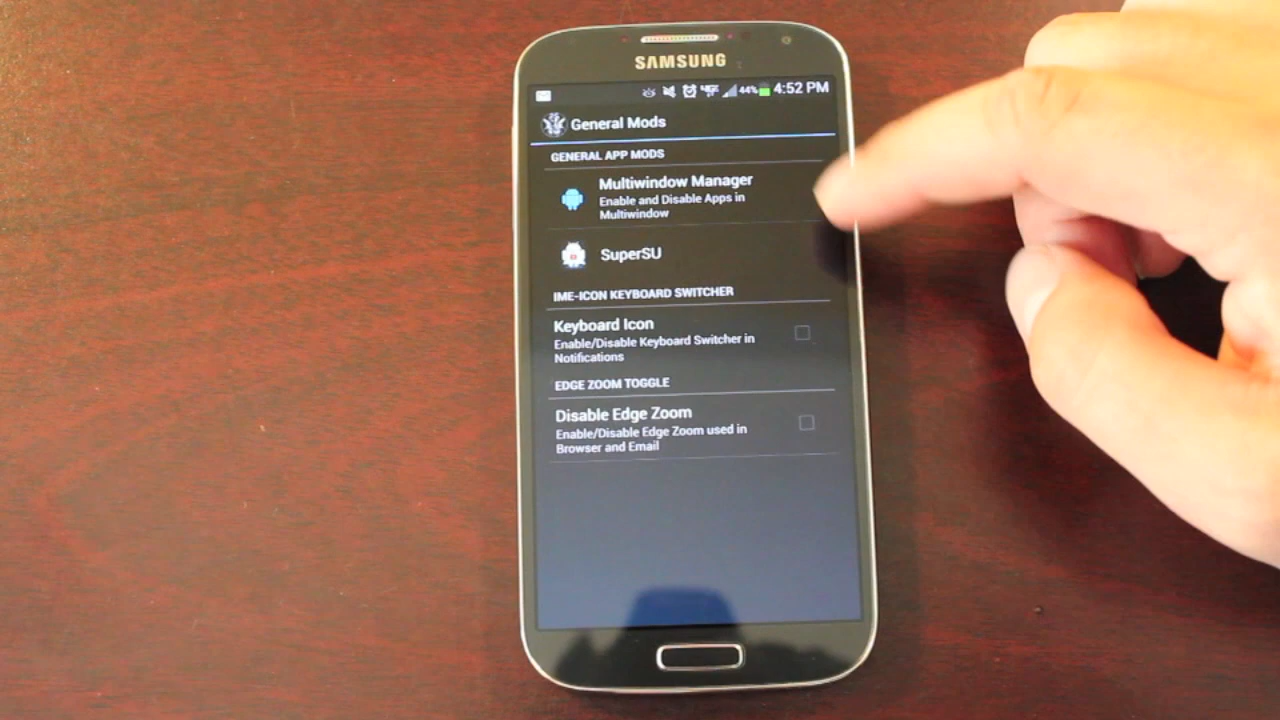 SAMSUNG
44% 4:52 PM
General Mods
GENERAL APP MODS
Multiwindow Manager
Enable and Disable Apps in
Multiwindow
SuperSU
IME-ICON KEYBOARD SWITCHER
Keyboard Icon
Enable/Disable Keyboard Switcher in
Notifications
EDGE ZOOM TOGGLE
Disable Edge Zoom
Enable/Disable Edge Zoom used in
Browser and Email